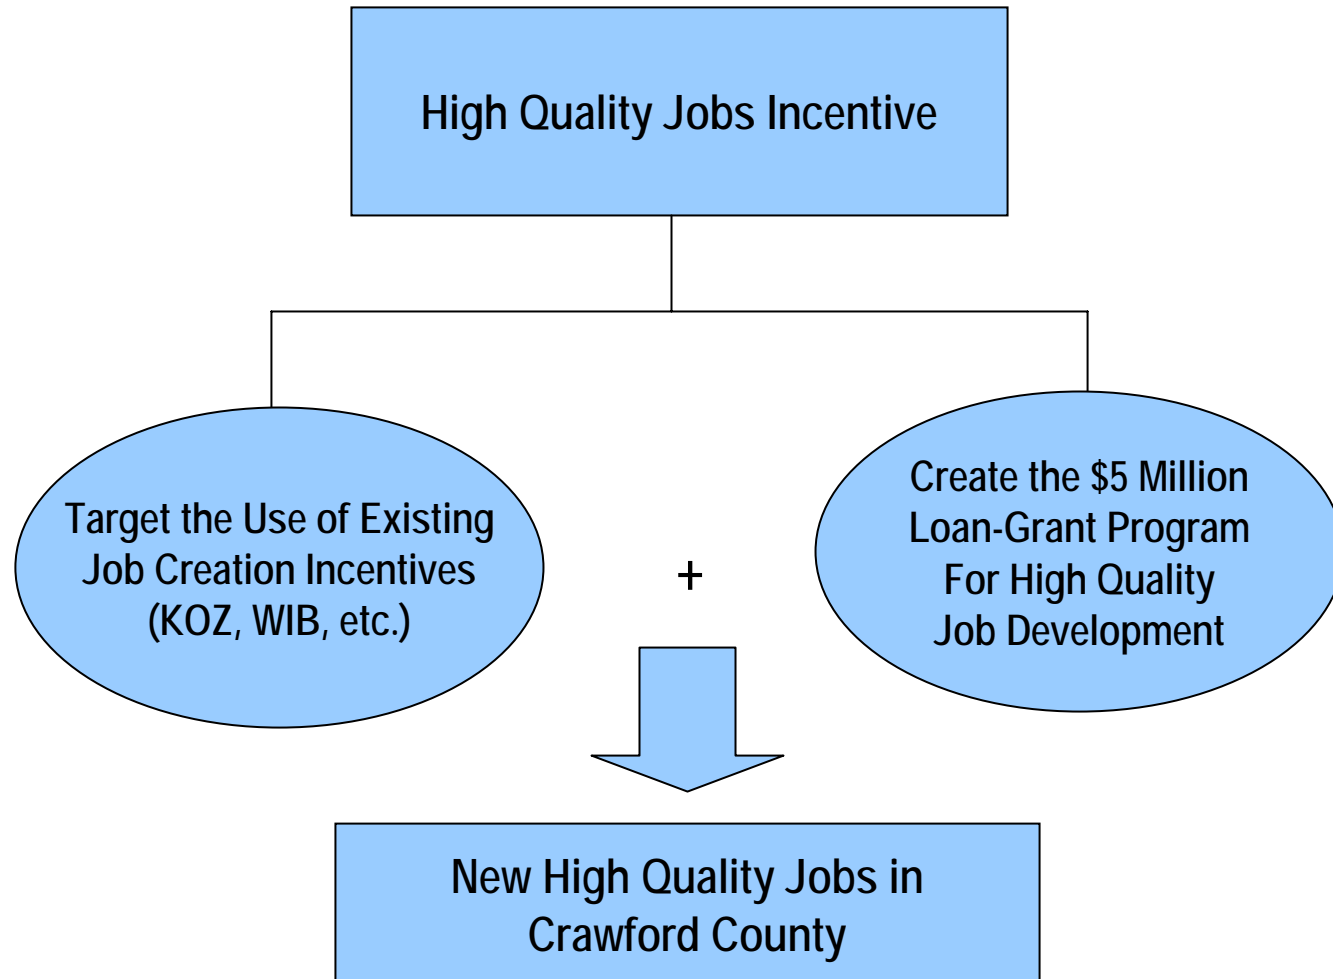 High Quality Jobs Incentive
Target the Use of Existing
Job Creation Incentives
(KOZ, WIB, etc.)
+
Create the $5 Million
Loan-Grant Program
For High Quality
Job Development
New High Quality Jobs in
Crawford County